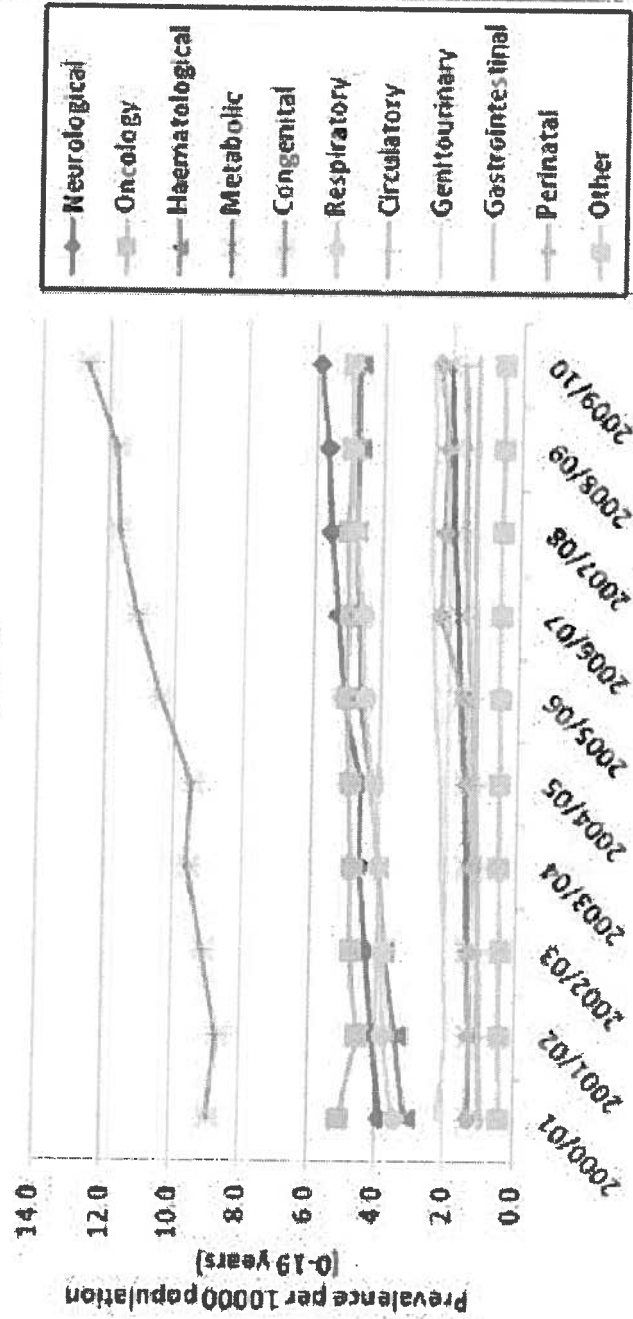 Prevalence per 10000 population
(0-19 years)
14.0
12.0
10.0
8.0
6.0
4.0
2.0
0.0
2000/01
2001/02
2002/03
2003/04
2004/05
2005/06
2006/07
2007/08
2008/09
2009/10
Neurological
Oncology
Haematological
Metabolic
Congenital
Respiratory
Circulatory
Genitourinary
Gastrointestinal
Perinatal
Other